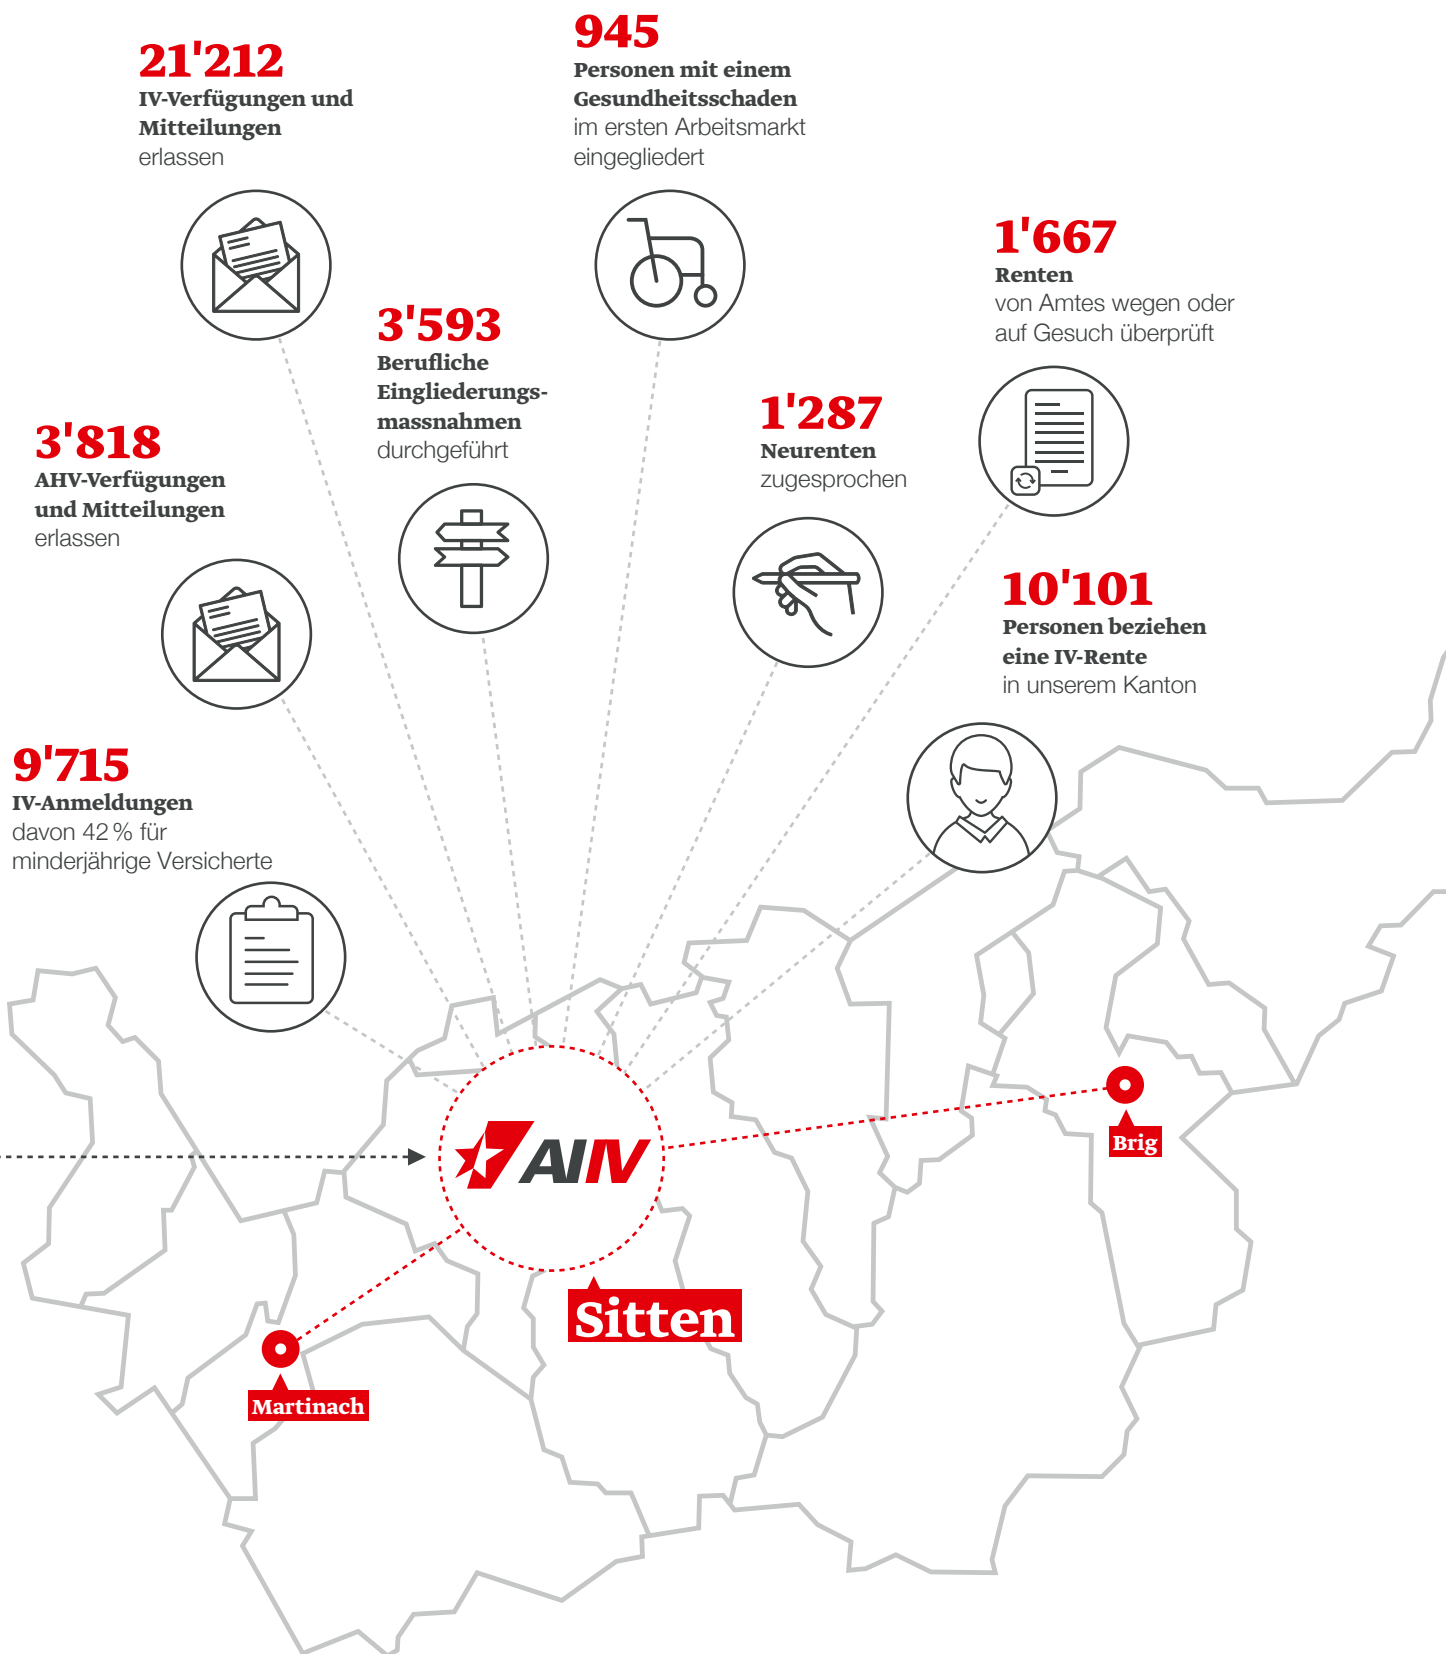 21'212
IV-Verfügungen und
Mitteilungen
erlassen
945
Personen mit einem
Gesundheitsschaden
im ersten Arbeitsmarkt
eingegliedert
1'667
Renten
von Amtes wegen oder
auf Gesuch überprüft
3'593
Berufliche
Eingliederungs-
massnahmen
durchgeführt
1'287
Neurenten
zugesprochen
3'818
AHV-Verfügungen
und Mitteilungen
erlassen
10'101
Personen beziehen
eine IV-Rente
in unserem Kanton
9'715
IV-Anmeldungen
davon 42 % für
minderjährige Versicherte
AIIV
Brig
Sitten
Martinach